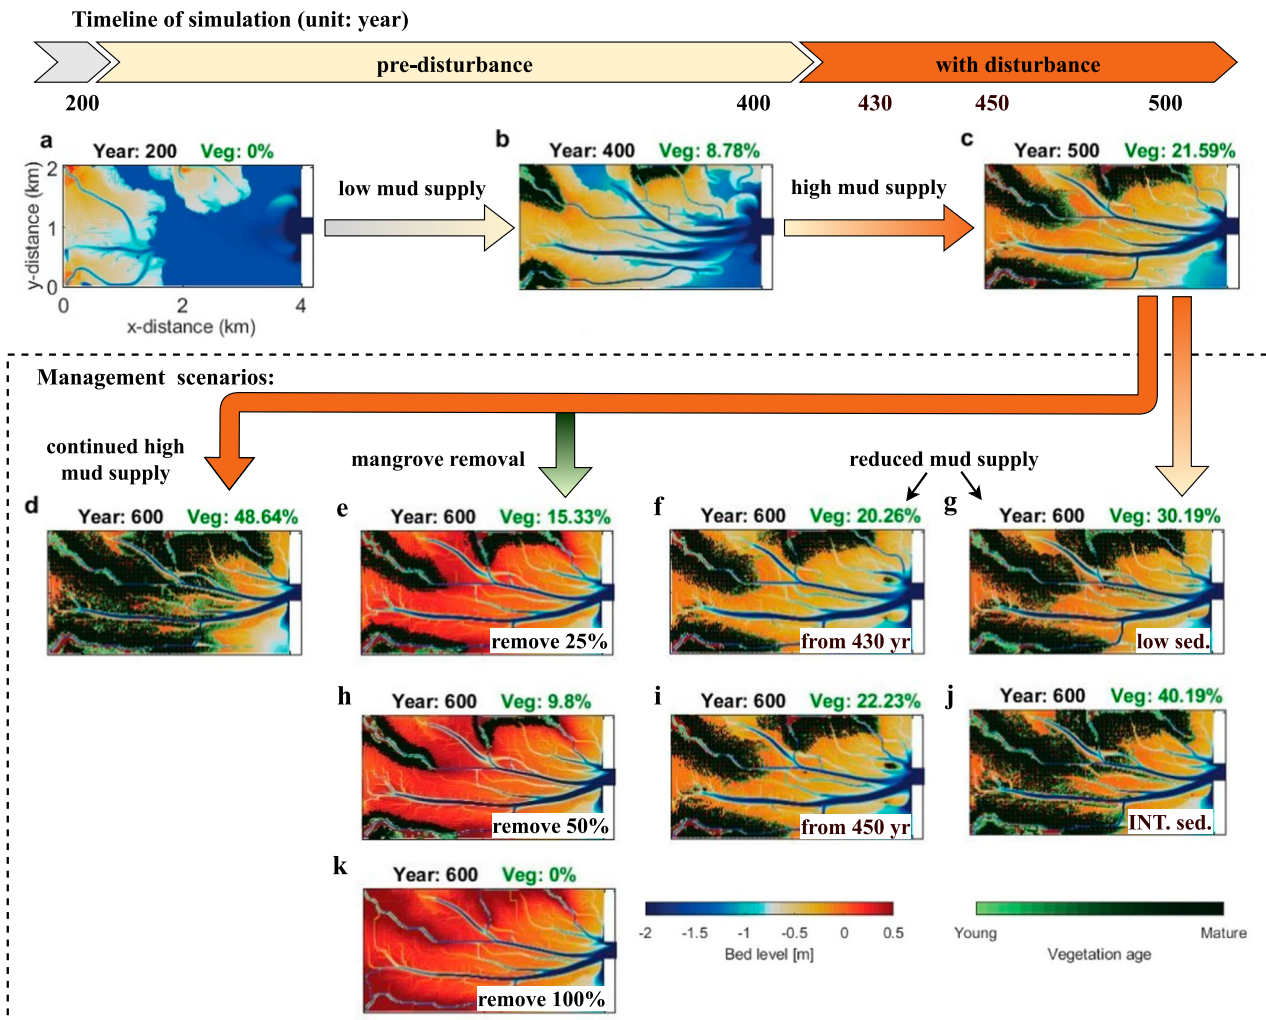 Timeline of simulation (unit: year)
pre-disturbance
with disturbance
200
400
430
450
500
a
Year: 200 Veg: 0%
b
Year: 400 Veg: 8.78%
c
Year: 500 Veg: 21.59%
2
1
0
y-distance (km)
0
2
4
x-distance (km)
low mud supply
high mud supply
Management scenarios:
continued high
mud supply
mangrove removal
reduced mud supply
d
Year: 600 Veg: 48.64%
e
Year: 600 Veg: 15.33%
remove 25%
f
Year: 600 Veg: 20.26%
from 430 yr
g
Year: 600 Veg: 30.19%
low sed.
h
Year: 600 Veg: 9.8%
remove 50%
i
Year: 600 Veg: 22.23%
from 450 yr
j
Year: 600 Veg: 40.19%
INT. sed.
k
Year: 600 Veg: 0%
remove 100%
-2 -1.5 -1 -0.5 0 0.5
Bed level [m]
Young Mature
Vegetation age